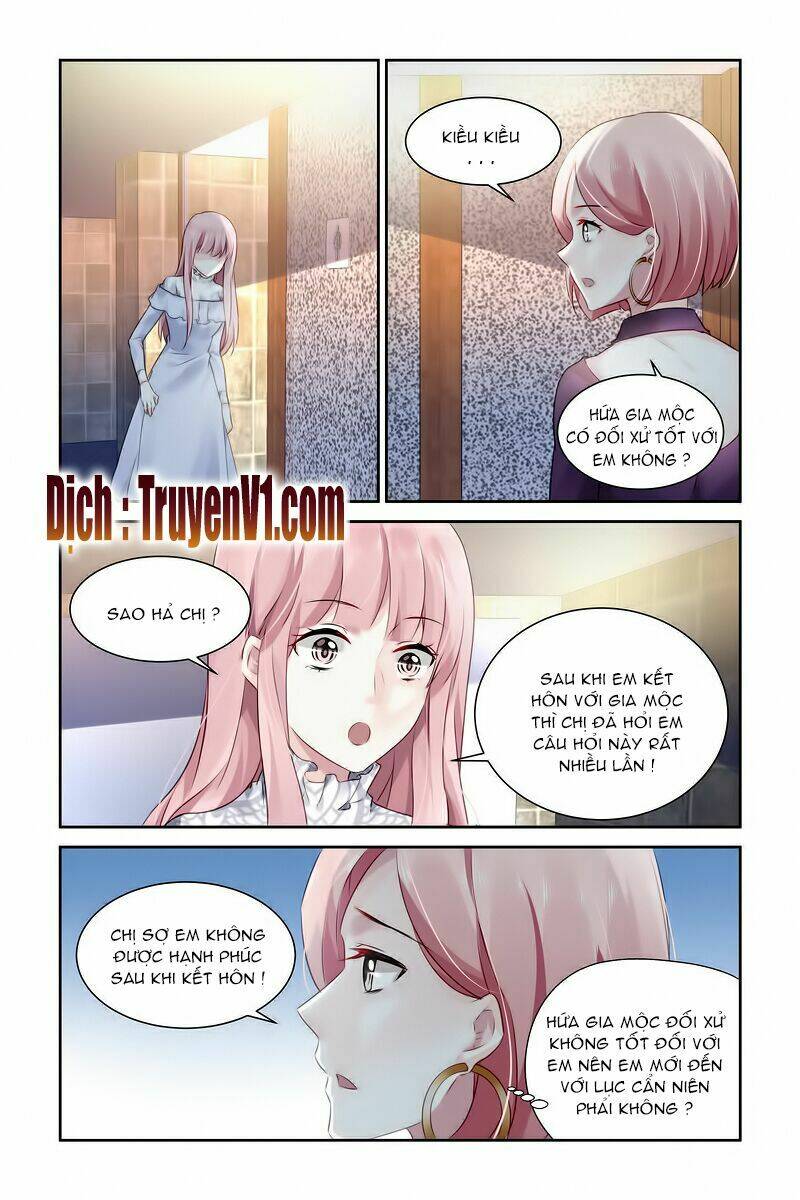 KIỀU KIỀU
. . .
HỨA GIA MỘC
CÓ ĐỐI XỬ TỐT VỚI
EM KHÔNG ?
Dịch : TruyenV1.com
SAO HẢ CHỊ ?
SAU KHI EM KẾT
HÔN VỚI GIA MỘC
THÌ CHỊ ĐÃ HỎI EM
CÂU HỎI NÀY RẤT
NHIỀU LẦN !
CHỊ SỢ EM KHÔNG
ĐƯỢC HẠNH PHÚC
SAU KHI KẾT HÔN !
HỨA GIA MỘC ĐỐI XỬ
KHÔNG TỐT ĐỐI VỚI
EM NÊN EM MỚI ĐẾN
VỚI LỤC CẨN NIÊN
PHẢI KHÔNG ?